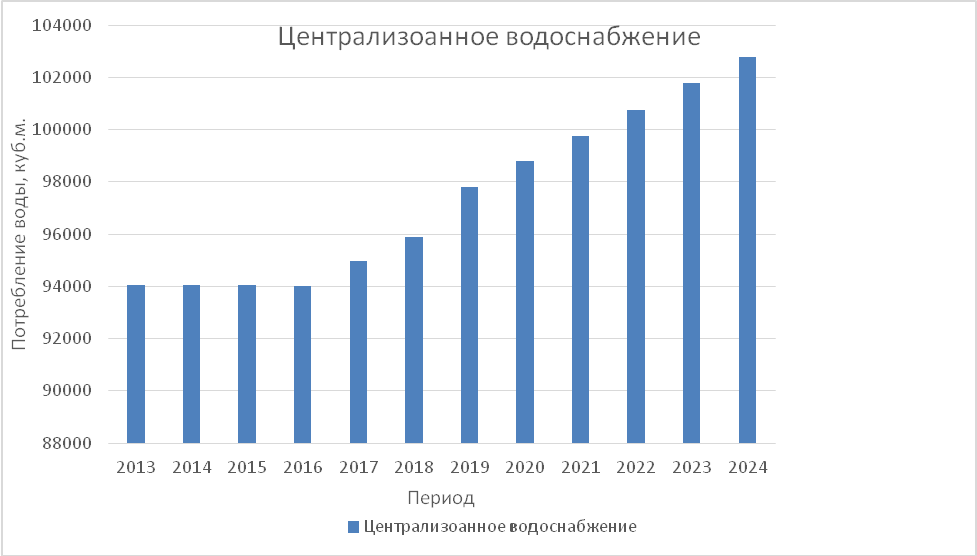 Централизоанное водоснабжение
104000
102000
100000
98000
96000
94000
92000
90000
88000
Потребление воды, куб.м.
2013 2014 2015 2016 2017 2018 2019 2020 2021 2022 2023 2024
Период
Централизоанное водоснабжение